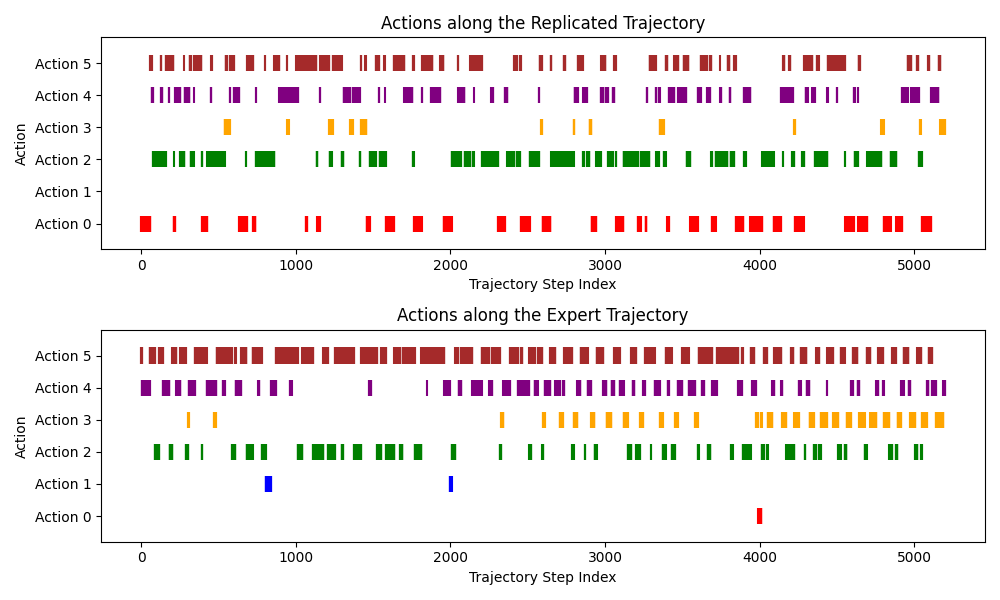 Actions along the Replicated Trajectory
Action
Action 5
Action 4
Action 3
Action 2
Action 1
Action 0
0 1000 2000 3000 4000 5000
Trajectory Step Index
Actions along the Expert Trajectory
Action
Action 5
Action 4
Action 3
Action 2
Action 1
Action 0
0 1000 2000 3000 4000 5000
Trajectory Step Index